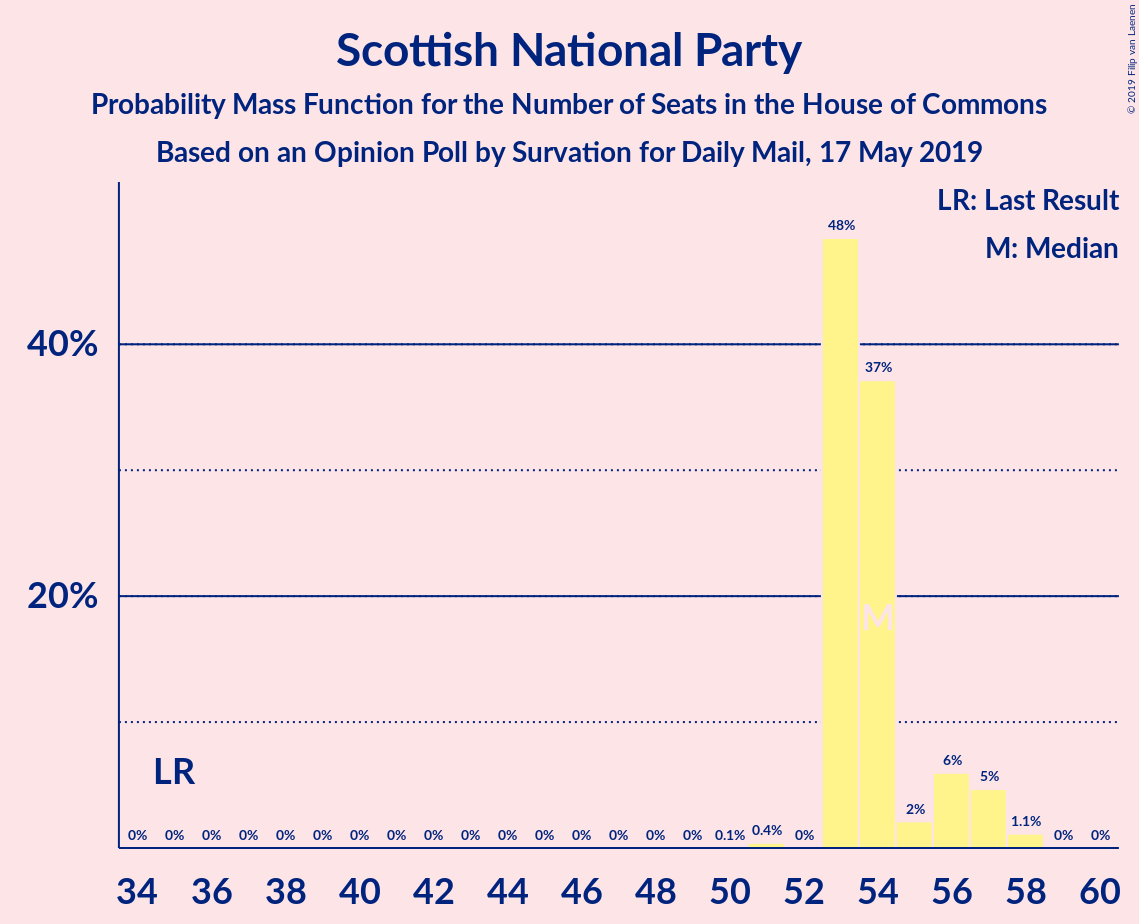 Scottish National Party
Probability Mass Function for the Number of Seats in the House of Commons
Based on an Opinion Poll by Survation for Daily Mail, 17 May 2019
© 2019 Filip van Laenen
LR: Last Result
M: Median
48%
40%
37%
20%
M
LR
6%
5%
2%
1.1%
0% 0% 0% 0% 0% 0% 0% 0% 0% 0% 0% 0% 0% 0% 0% 0% 0.1% 0.4% 0% 0% 0%
34 36 38 40 42 44 46 48 50 52 54 56 58 60